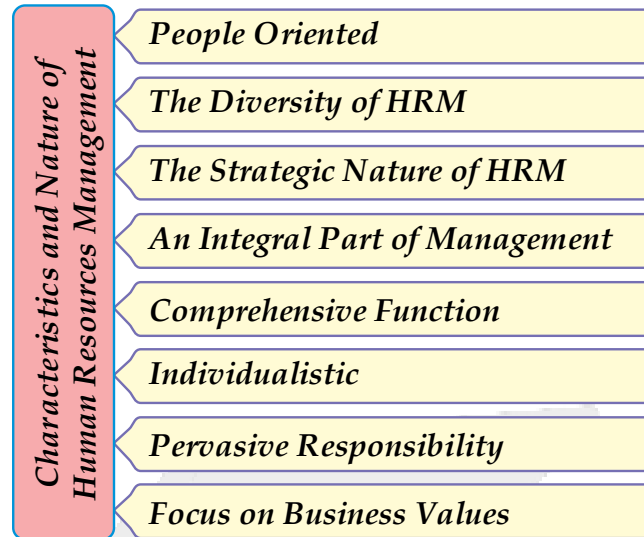 Characteristics and Nature of
Human Resources Management
People Oriented
The Diversity of HRM
The Strategic Nature of HRM
An Integral Part of Management
Comprehensive Function
Individualistic
Pervasive Responsibility
Focus on Business Values